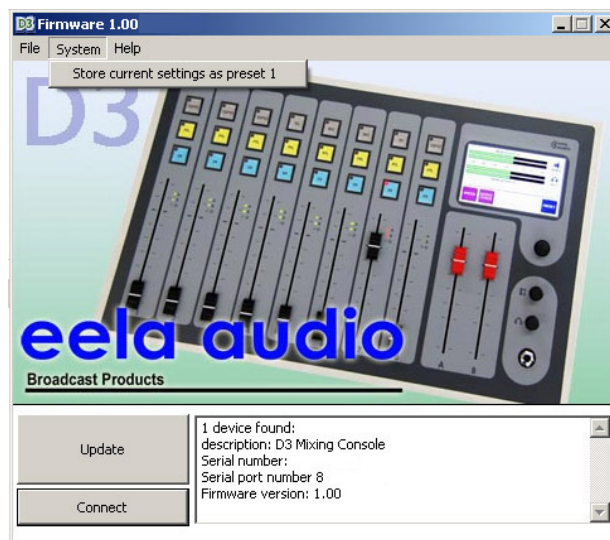 D3 Firmware 1.00
File System Help
Store current settings as preset 1
D3
eela audio
Broadcast Products
A B
Update
Connect
1 device found:
description: D3 Mixing Console
Serial number:
Serial port number 8
Firmware version: 1.00